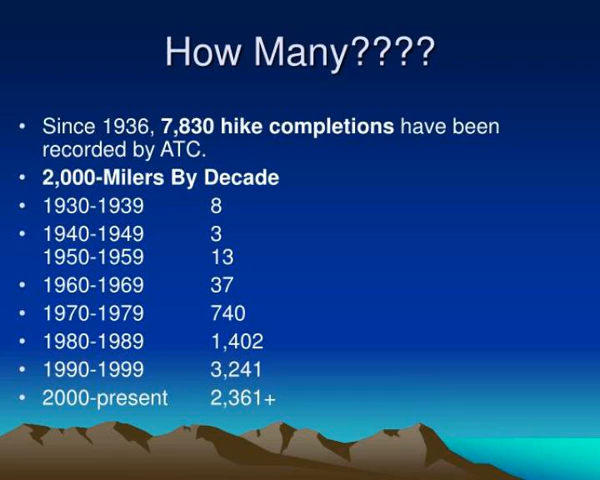 How Many????
• Since 1936, 7,830 hike completions have been
recorded by ATC.
• 2,000-Milers By Decade
• 1930-1939 8
• 1940-1949 3
1950-1959 13
• 1960-1969 37
• 1970-1979 740
• 1980-1989 1,402
• 1990-1999 3,241
• 2000-present 2,361+